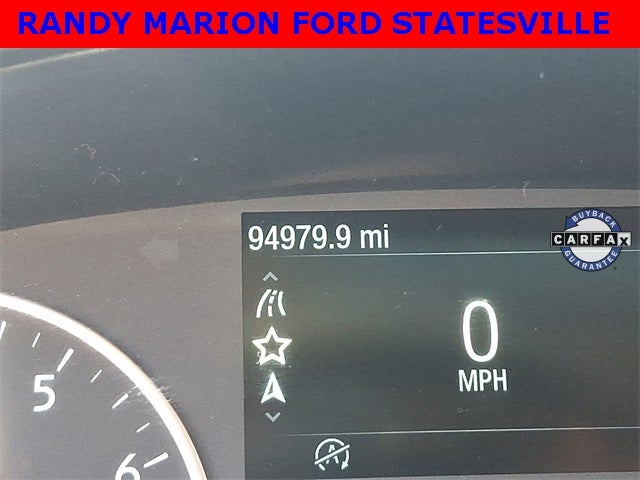 RANDY MARION FORD STATESVILLE
94979.9 mi
BUYBACK
CARFAX
GUARANTEE
0
MPH
5
6